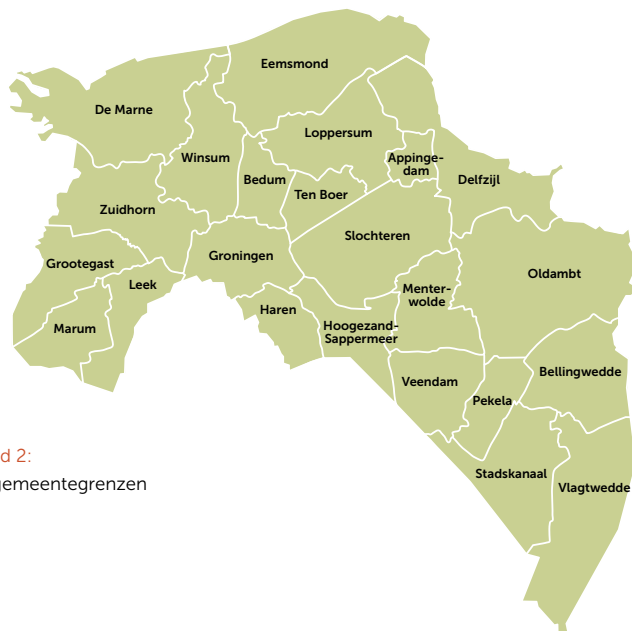 Eemsmond
De Marne
Loppersum
Winsum
Appinge-
dam
Bedum
Delfzijl
Ten Boer
Zuidhorn
Slochteren
Groningen
Grootegast
Oldambt
Leek
Menter-
wolde
Haren
Hoogezand-
Sappermeer
Marum
Bellingwedde
Veendam
Pekela
d 2:
gemeentegrenzen
Stadskanaal
Vlagtwedde